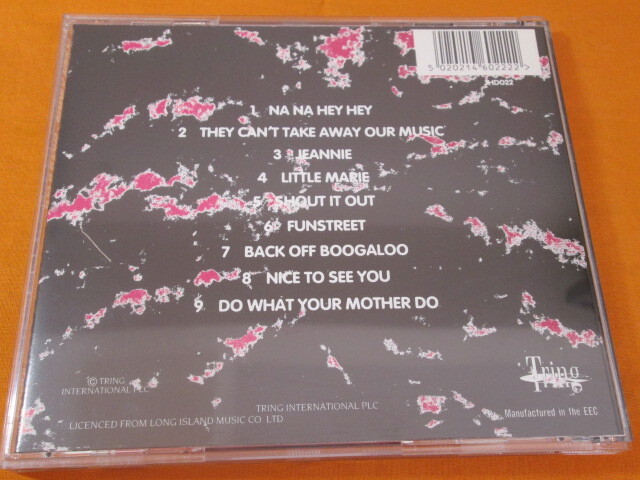 5 020214 602222 >
JHD022
1 NA NA HEY HEY
2 THEY CAN'T TAKE AWAY OUR MUSIC
3 JEANNIE
4 LITTLE MARIE
5 SHOUT IT OUT
6 FUNSTREET
7 BACK OFF BOOGALOO
8 NICE TO SEE YOU
9 DO WHAT YOUR MOTHER DO
© TRING
INTERNATIONAL PLC
TRING INTERNATIONAL PLC
LICENCED FROM LONG ISLAND MUSIC CO LTD
Tring
Manufactured in the EEC